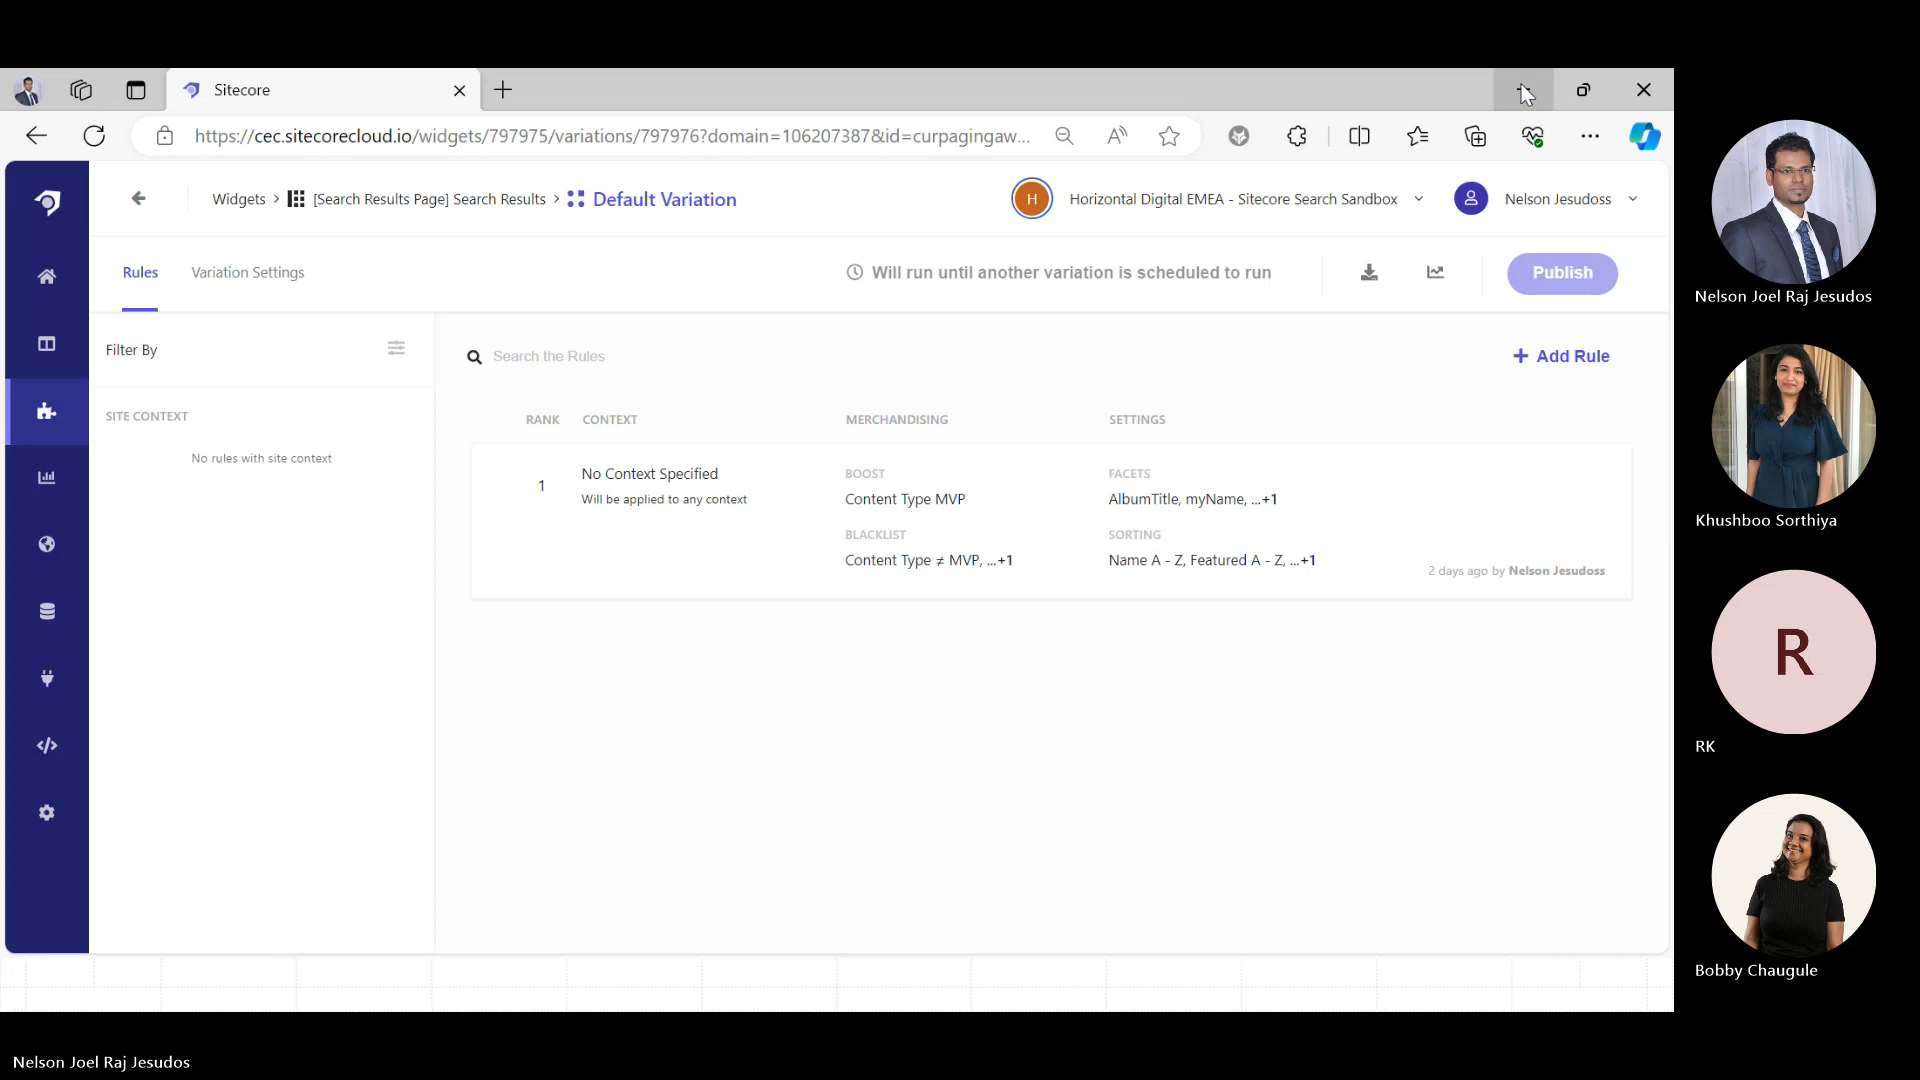 Sitecore
https://cec.sitecorecloud.io/widgets/797975/variations/797976?domain=106207387&id=curpagingaw...
Widgets > [Search Results Page] Search Results > Default Variation
H Horizontal Digital EMEA - Sitecore Search Sandbox
Nelson Jesudoss
Rules Variation Settings
Will run until another variation is scheduled to run
Publish
Filter By
Search the Rules
+ Add Rule
SITE CONTEXT
No rules with site context
RANK CONTEXT MERCHANDISING SETTINGS
1
No Context Specified
Will be applied to any context
BOOST
Content Type MVP
BLACKLIST
Content Type ≠ MVP, ...+1
FACETS
AlbumTitle, myName, ...+1
SORTING
Name A - Z, Featured A - Z, ...+1
2 days ago by Nelson Jesudoss
Nelson Joel Raj Jesudos
Khushboo Sorthiya
R
RK
Bobby Chaugule
Nelson Joel Raj Jesudos